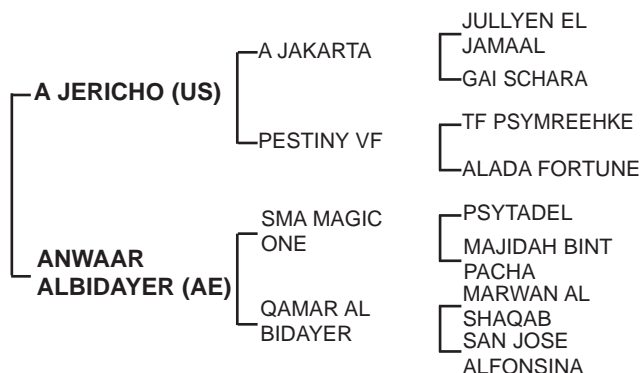 JULLYEN EL
JAMAAL
A JAKARTA
GAI SCHARA
A JERICHO (US)
TF PSYMREEHKE
PESTINY VF
ALADA FORTUNE
PSYTADEL
SMA MAGIC
ONE
MAJIDAH BINT
PACHA
ANWAAR
ALBIDAYER (AE)
MARWAN AL
SHAQAB
QAMAR AL
BIDAYER
SAN JOSE
ALFONSINA